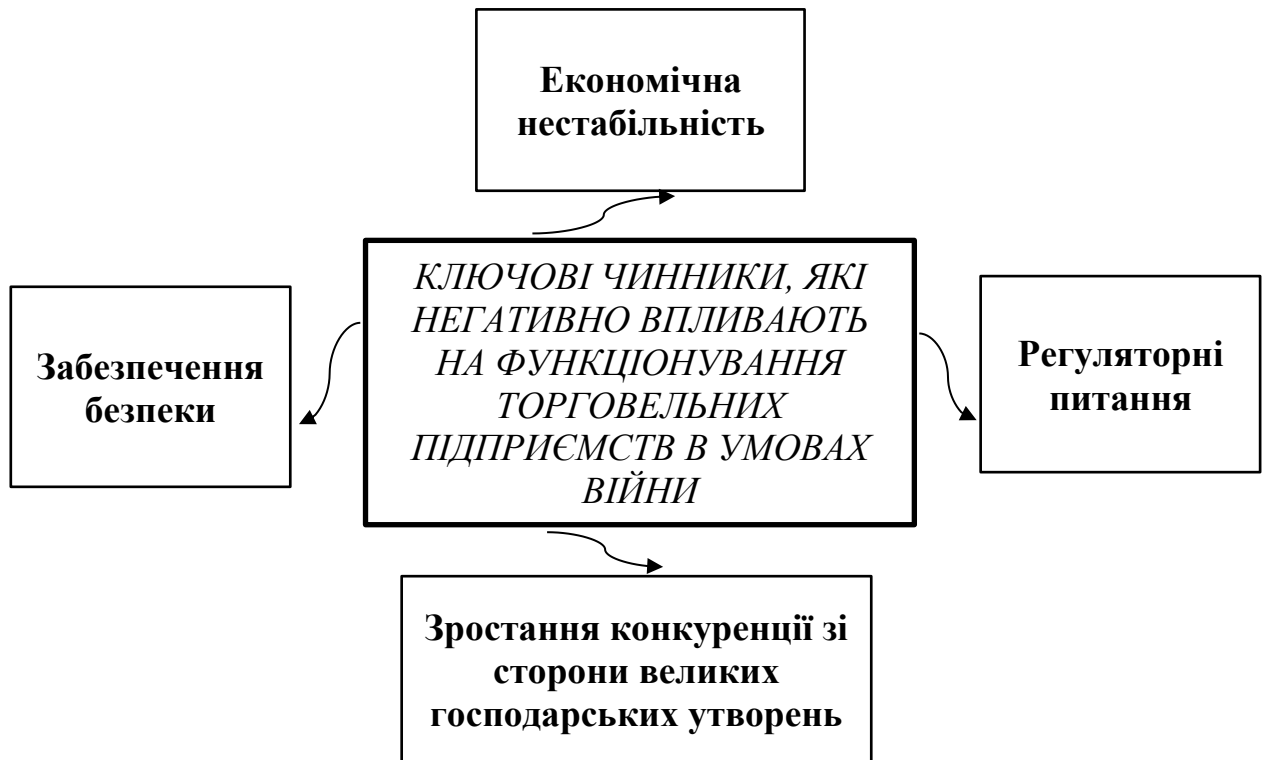 Економічна
нестабільність
КЛЮЧОВІ ЧИННИКИ, ЯКІ
НЕГАТИВНО ВПЛИВАЮТЬ
НА ФУНКЦІОНУВАННЯ
ТОРГОВЕЛЬНИХ
ПІДПРИЄМСТВ В УМОВАХ
ВІЙНИ
Забезпечення
безпеки
Регуляторні
питання
Зростання конкуренції зі
сторони великих
господарських утворень